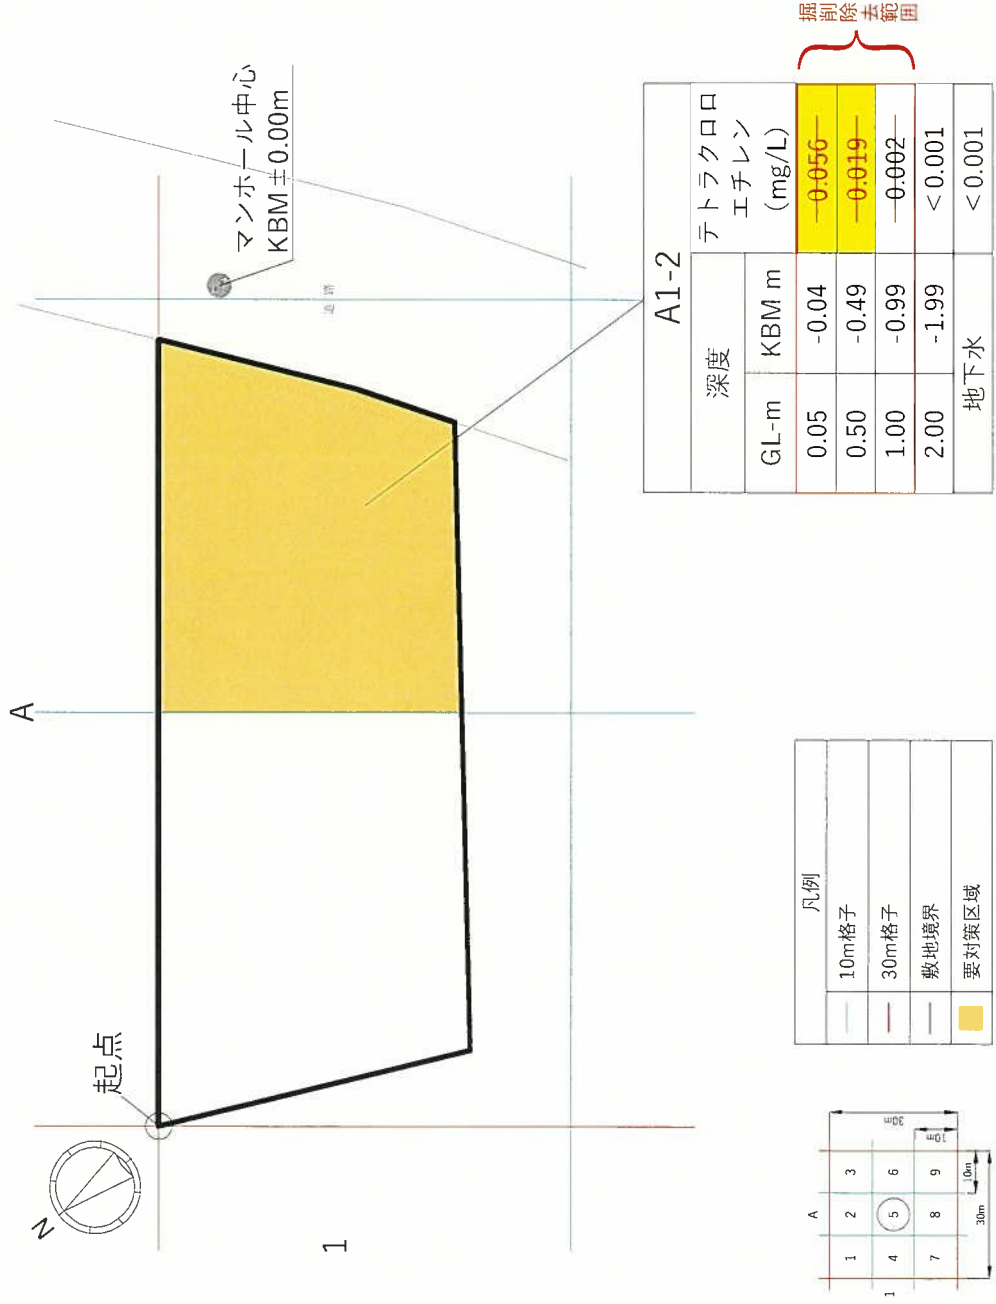 N
起点
A
1
マンホール中心
KBM±0.00m
道路
A1-2
深度
テトラクロロ
エチレン
(mg/L)
GL-m KBM m
0.05 -0.04 0.056
0.50 -0.49 0.019
1.00 -0.99 0.002
2.00 -1.99 <0.001
地下水 <0.001
掘削除去範囲
凡例
10m格子
30m格子
敷地境界
要対策区域
A
1
1 2 3
4 5 6
7 8 9
10m
30m
10m
30m